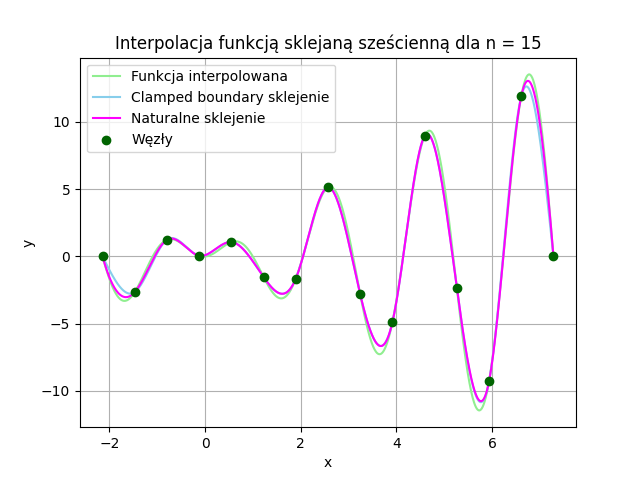 Interpolacja funkcją sklejaną sześcienną dla n = 15
Funkcja interpolowana
Clamped boundary sklejenie
Naturalne sklejenie
Węzły
y
10
5
0
−5
−10
−2
0
2
4
6
x